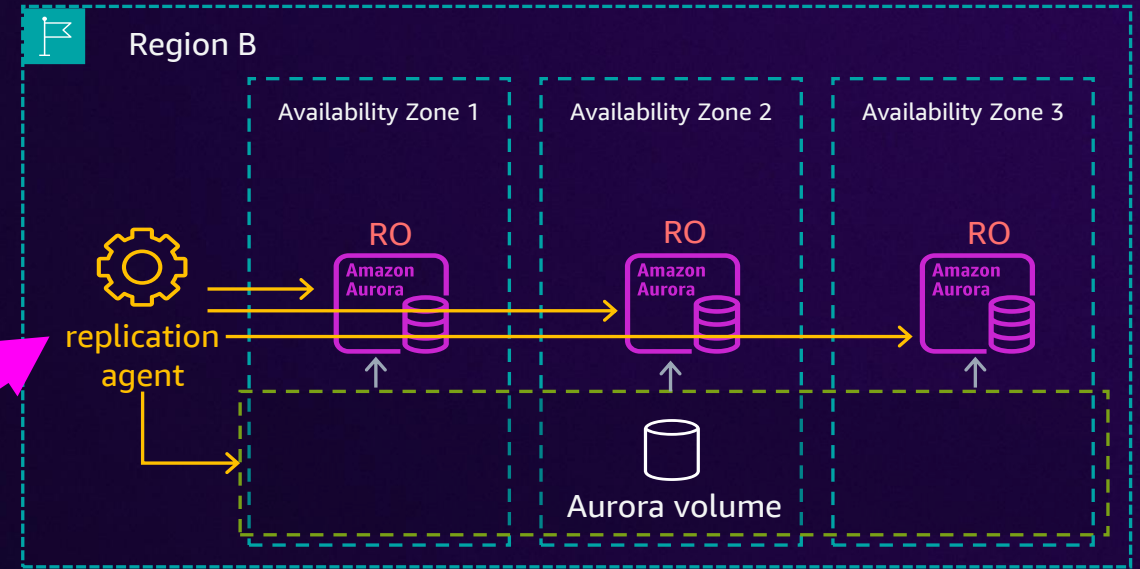 Region B
Availability Zone 1
Availability Zone 2
Availability Zone 3
RO
RO
RO
Amazon
Aurora
Amazon
Aurora
Amazon
Aurora
replication
agent
Aurora volume